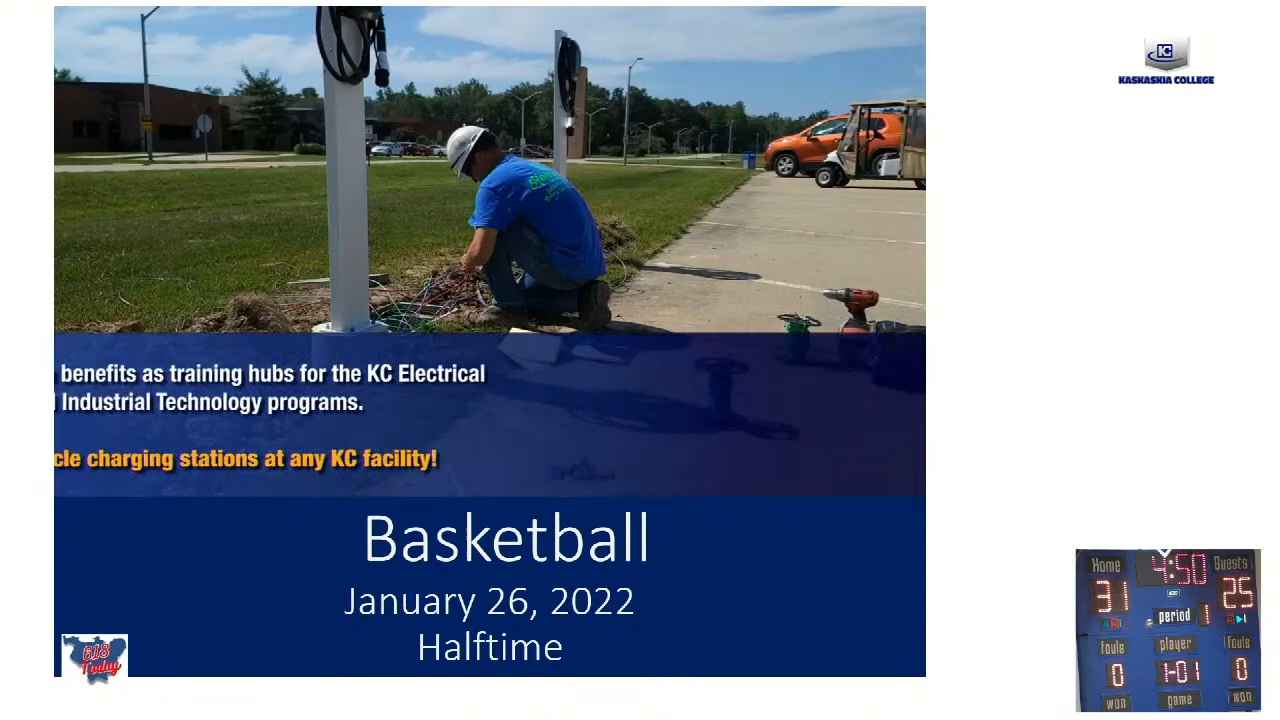 KC
KASKASKIA COLLEGE
benefits as training hubs for the KC Electrical
Industrial Technology programs.
cle charging stations at any KC facility!
Basketball
January 26, 2022
Halftime
618
Today
Home 4:50 Guests
31 25
period 1
fouls player fouls
0 1-01 0
won game won